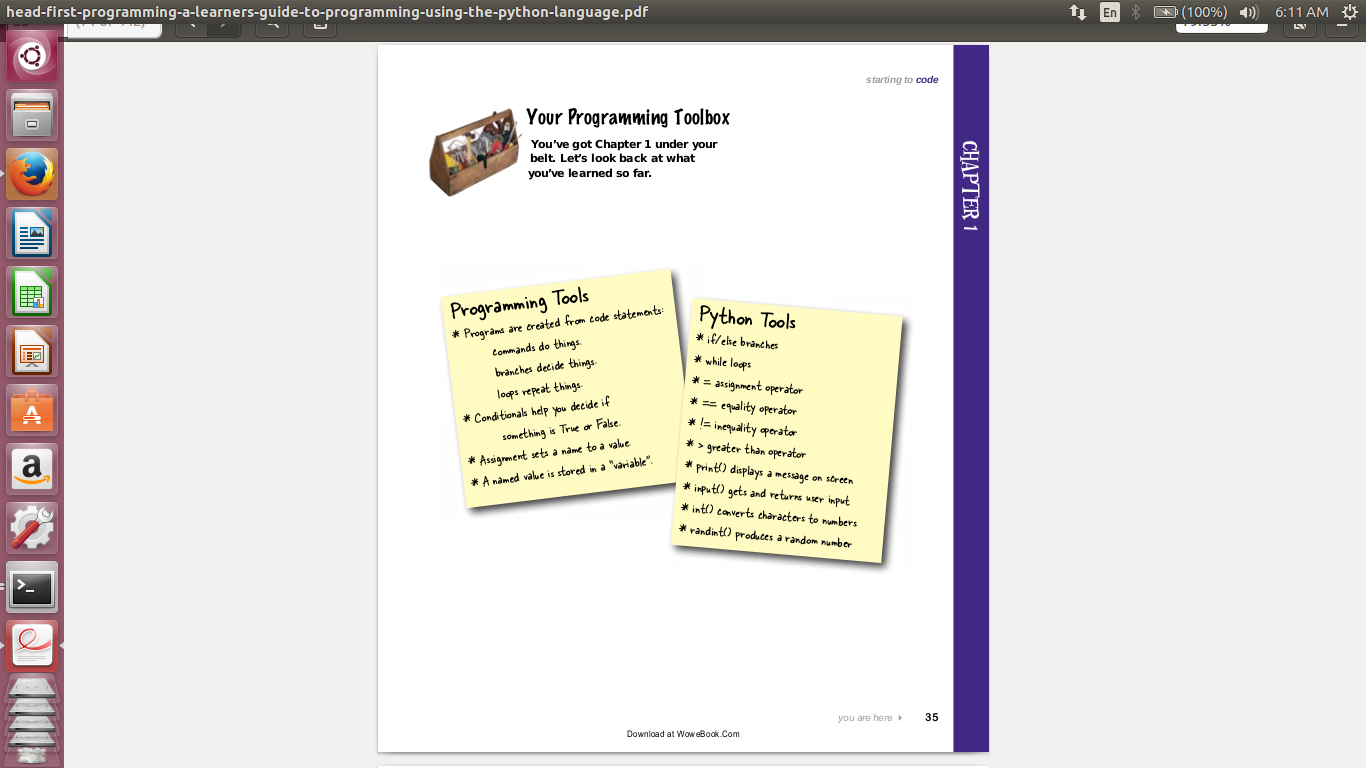 head-first-programming-a-learners-guide-to-programming-using-the-python-language.pdf
En
(100%)
6:11 AM
starting to code
Your Programming Toolbox
You've got Chapter 1 under your
belt. Let's look back at what
you've learned so far.
CHAPTER 1
Programming Tools
* Programs are created from code statements:
commands do things.
branches decide things.
loops repeat things.
* Conditionals help you decide if
something is True or False.
* Assignment sets a name to a value.
* A named value is stored in a "variable".
Python Tools
* if/else branches
* while loops
* = assignment operator
* == equality operator
* != inequality operator
* > greater than operator
* print() displays a message on screen
* input() gets and returns user input
* int() converts characters to numbers
* randint() produces a random number
you are here
35
Download at WoweBook.Com